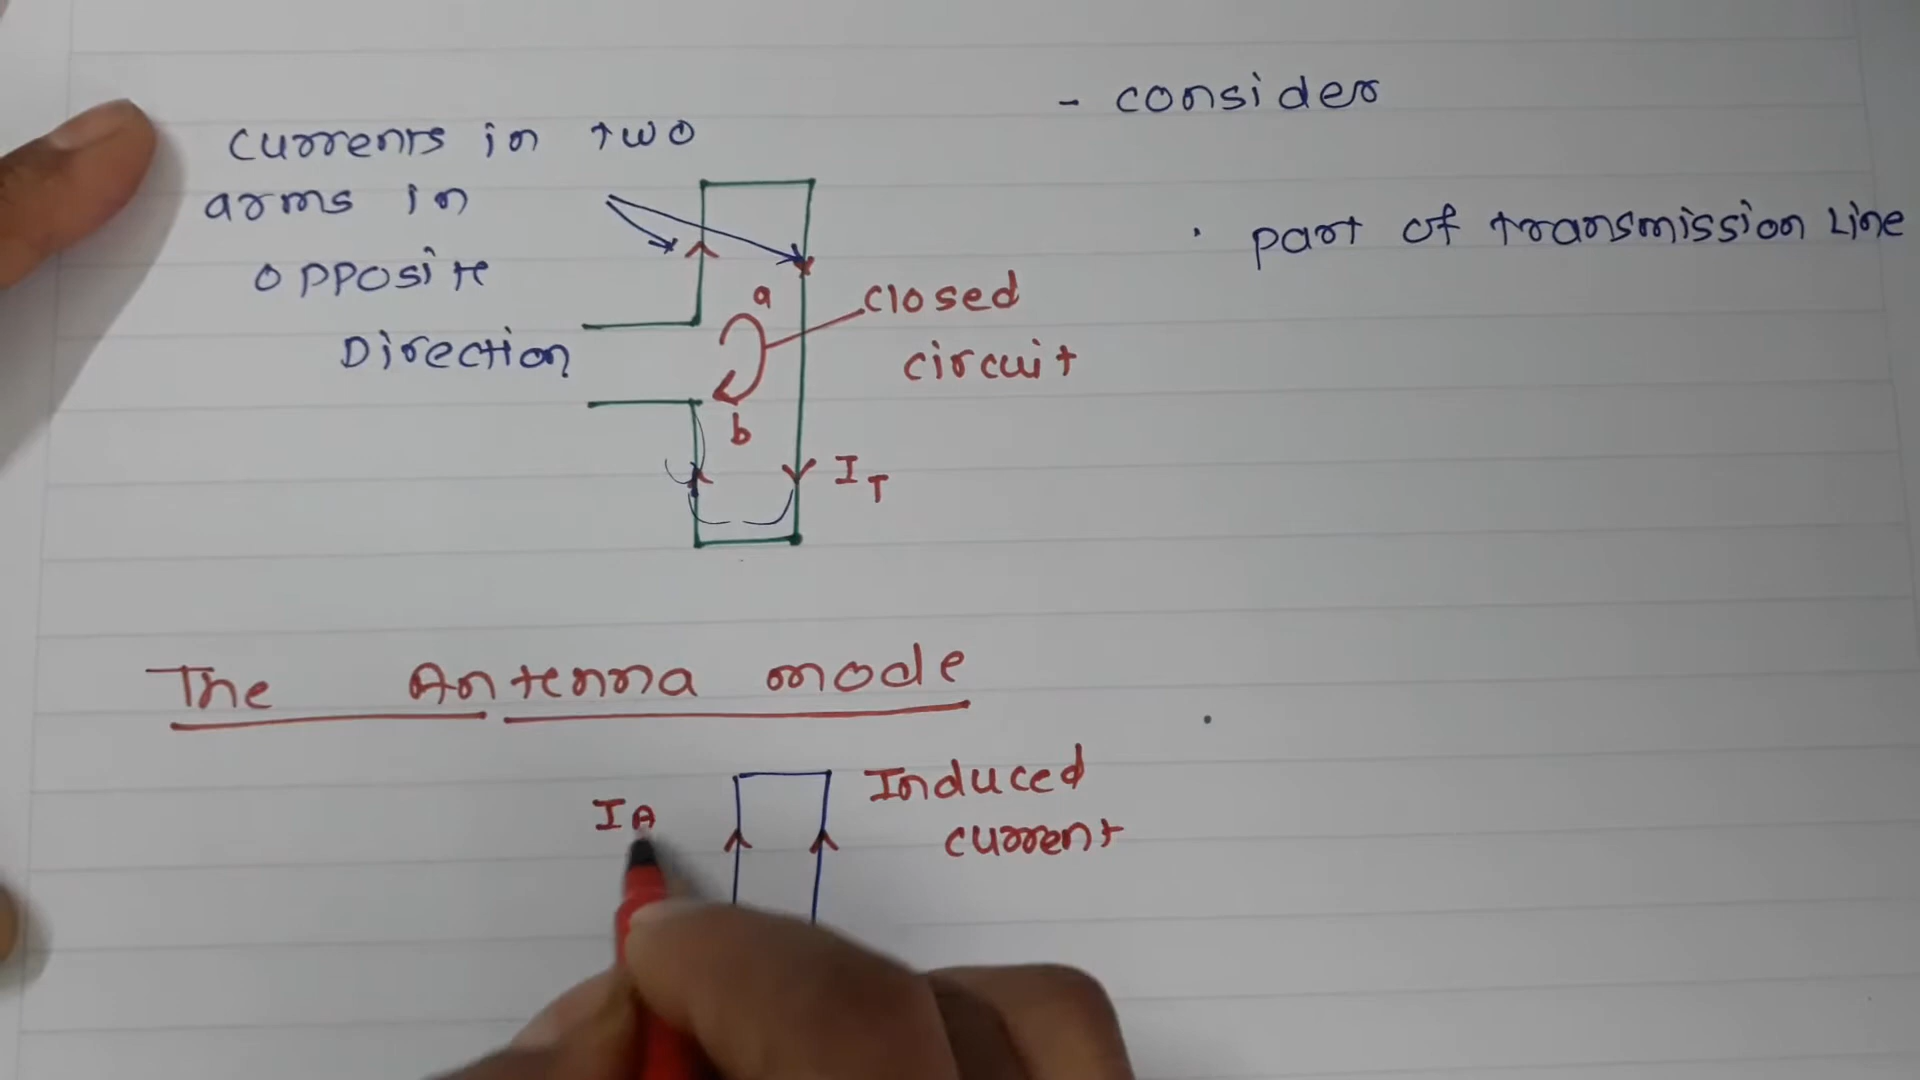 currents in two
arms in
opposite
Direction
- consider
· part of transmission Line
a
closed
circuit
b
I_T
The Antenna mode
Induced
current
I_A